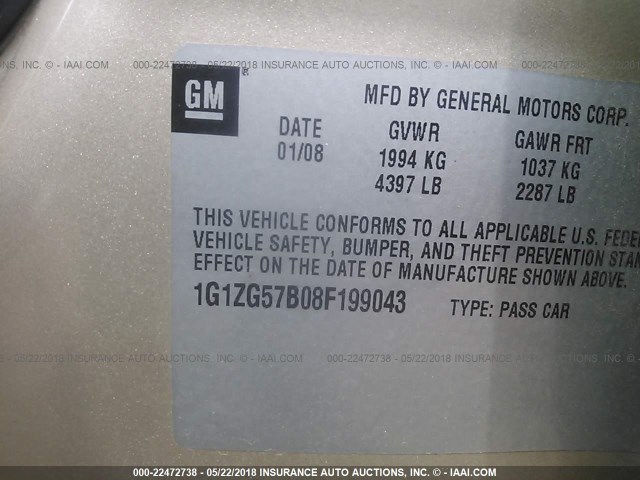 INC. © - IAAI.COM 000-22472738 - 05/22/2018 INSURANCE AUTO AUCTIONS, INC. © - IAAI.COM 000-22472738 - 05/22
GM®
MFD BY GENERAL MOTORS CORP.
DATE GVWR GAWR FRT
01/08 1994 KG 1037 KG
4397 LB 2287 LB
THIS VEHICLE CONFORMS TO ALL APPLICABLE U.S. FEDE
VEHICLE SAFETY, BUMPER, AND THEFT PREVENTION STAN
EFFECT ON THE DATE OF MANUFACTURE SHOWN ABOVE.
1G1ZG57B08F199043 TYPE: PASS CAR
/2018 INSURANCE AUTO AUCTIONS, INC. © - IAAI.COM 000-22472738 - 05/22/2018 INSURANCE AUTO AUCTIONS, INC. © - IAAI
000-22472738 - 05/22/2018 INSURANCE AUTO AUCTIONS, INC. © - IAAI.COM